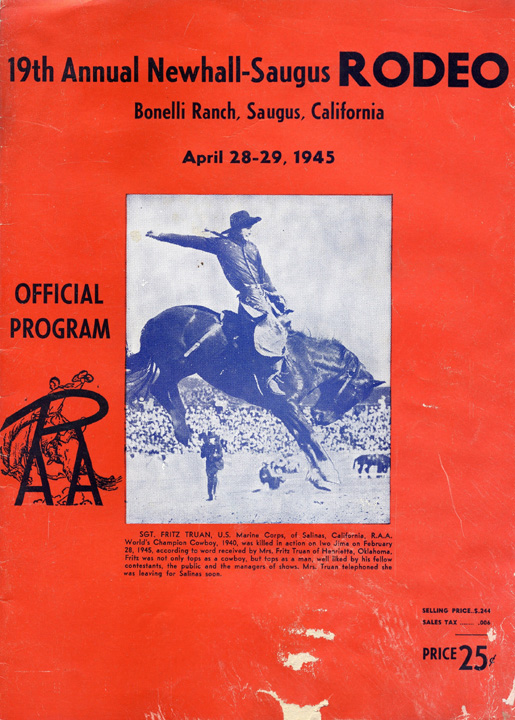 19th Annual Newhall-Saugus RODEO
Bonelli Ranch, Saugus, California
April 28-29, 1945
OFFICIAL
PROGRAM
RAA
SGT. FRITZ TRUAN, U.S. Marine Corps, of Salinas, California, R.A.A.
World's Champion Cowboy, 1940, was killed in action on Iwo Jima on February
28, 1945, according to word received by Mrs. Fritz Truan of Henrietta, Oklahoma.
Fritz was not only tops as a cowboy, but tops as a man, well liked by his fellow
contestants, the public and the managers of shows. Mrs. Truan telephoned she
was leaving for Salinas soon.
SELLING PRICE $.244
SALES TAX ........ .006
PRICE 25¢